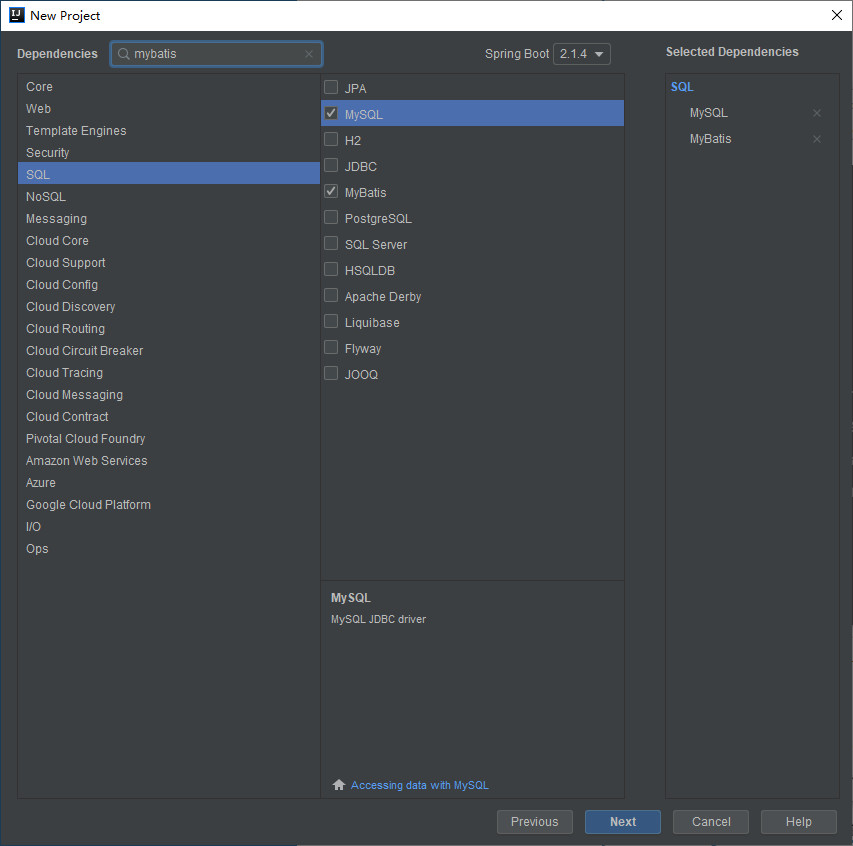 New Project
Dependencies
mybatis
Spring Boot 2.1.4
Selected Dependencies
Core
Web
Template Engines
Security
SQL
NoSQL
Messaging
Cloud Core
Cloud Support
Cloud Config
Cloud Discovery
Cloud Routing
Cloud Circuit Breaker
Cloud Tracing
Cloud Messaging
Cloud Contract
Pivotal Cloud Foundry
Amazon Web Services
Azure
Google Cloud Platform
I/O
Ops
JPA
MySQL
H2
JDBC
MyBatis
PostgreSQL
SQL Server
HSQLDB
Apache Derby
Liquibase
Flyway
JOOQ
MySQL
MySQL JDBC driver
Accessing data with MySQL
SQL
MySQL
MyBatis
Previous
Next
Cancel
Help